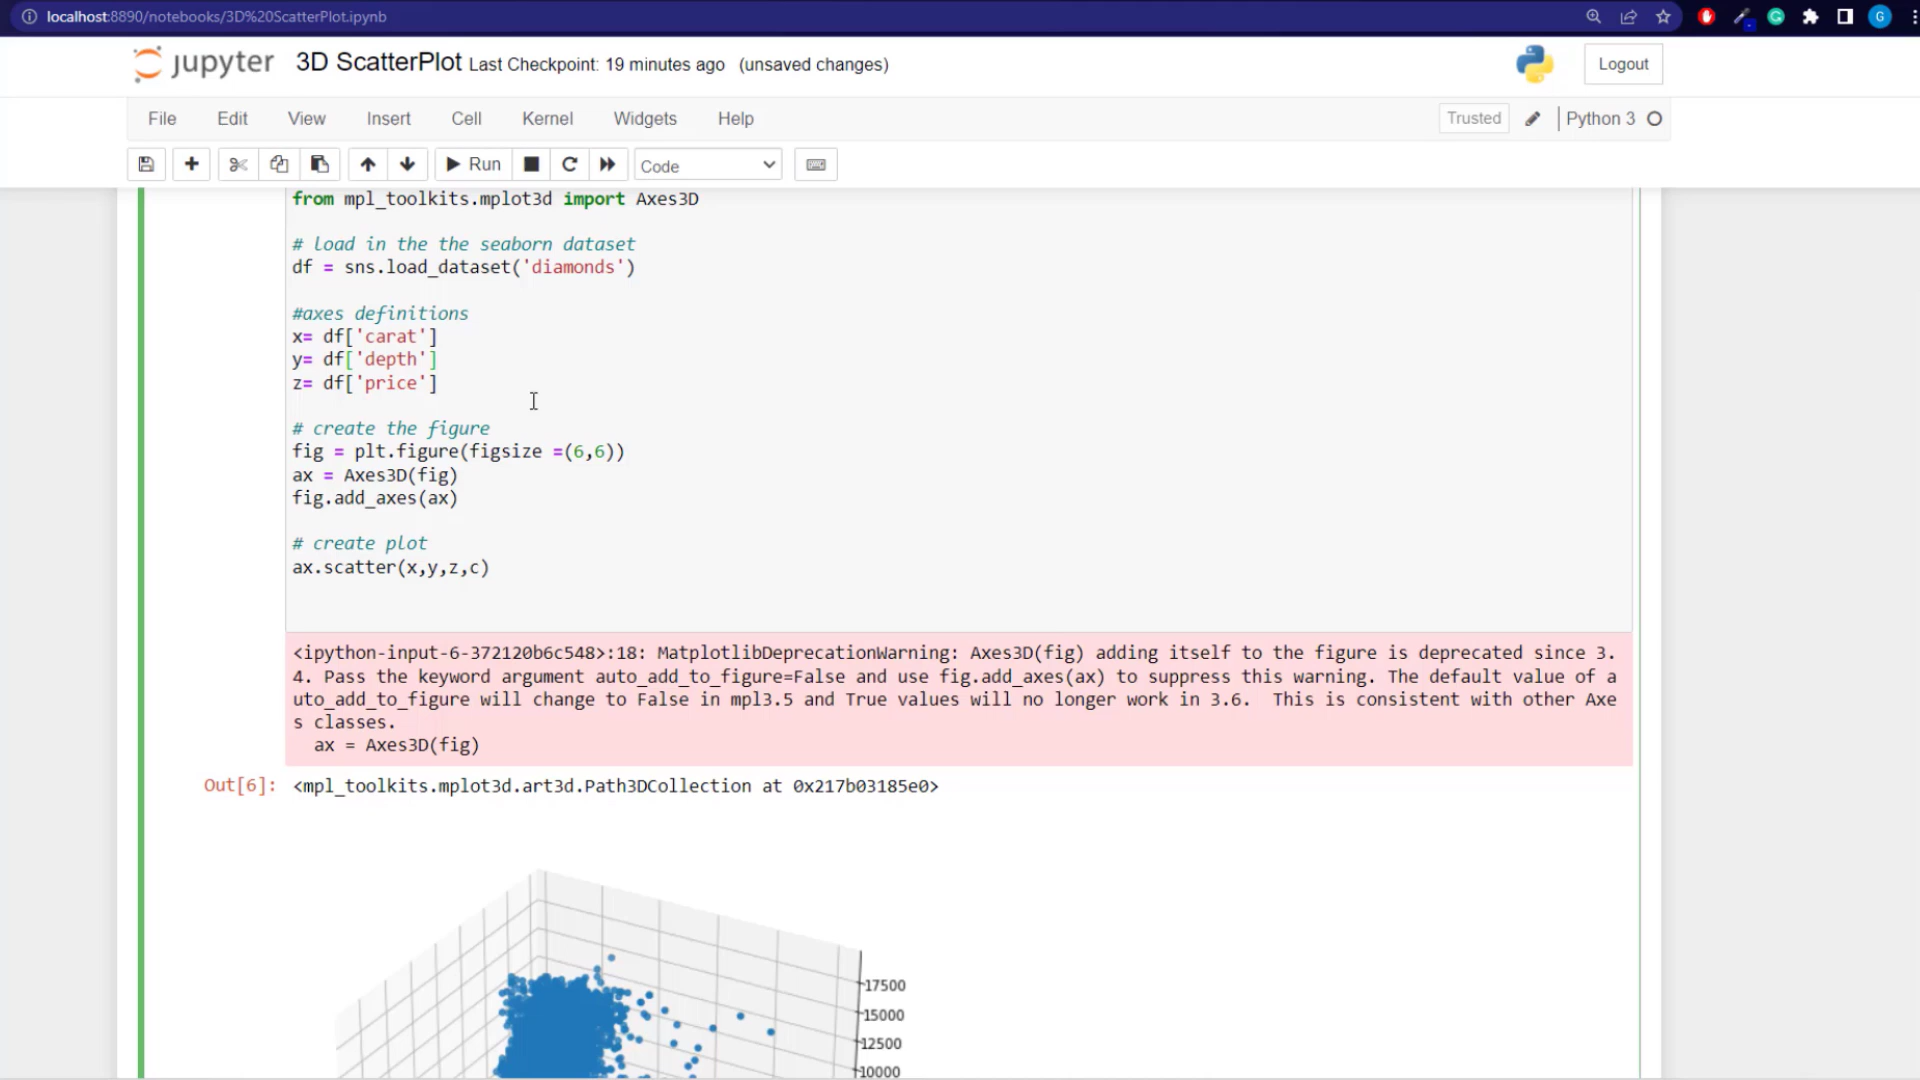 localhost:8890/notebooks/3D%20ScatterPlot.ipynb
G
jupyter 3D ScatterPlot Last Checkpoint: 19 minutes ago (unsaved changes)
Logout
File Edit View Insert Cell Kernel Widgets Help
Trusted Python 3
Run Code
from mpl_toolkits.mplot3d import Axes3D
# load in the the seaborn dataset
df = sns.load_dataset('diamonds')
#axes definitions
x= df['carat']
y= df['depth']
z= df['price']
# create the figure
fig = plt.figure(figsize =(6,6))
ax = Axes3D(fig)
fig.add_axes(ax)
# create plot
ax.scatter(x,y,z,c)
<ipython-input-6-372120b6c548>:18: MatplotlibDeprecationWarning: Axes3D(fig) adding itself to the figure is deprecated since 3.
4. Pass the keyword argument auto_add_to_figure=False and use fig.add_axes(ax) to suppress this warning. The default value of a
uto_add_to_figure will change to False in mpl3.5 and True values will no longer work in 3.6.  This is consistent with other Axe
s classes.
ax = Axes3D(fig)
Out[6]: <mpl_toolkits.mplot3d.art3d.Path3DCollection at 0x217b03185e0>
17500
15000
12500
10000